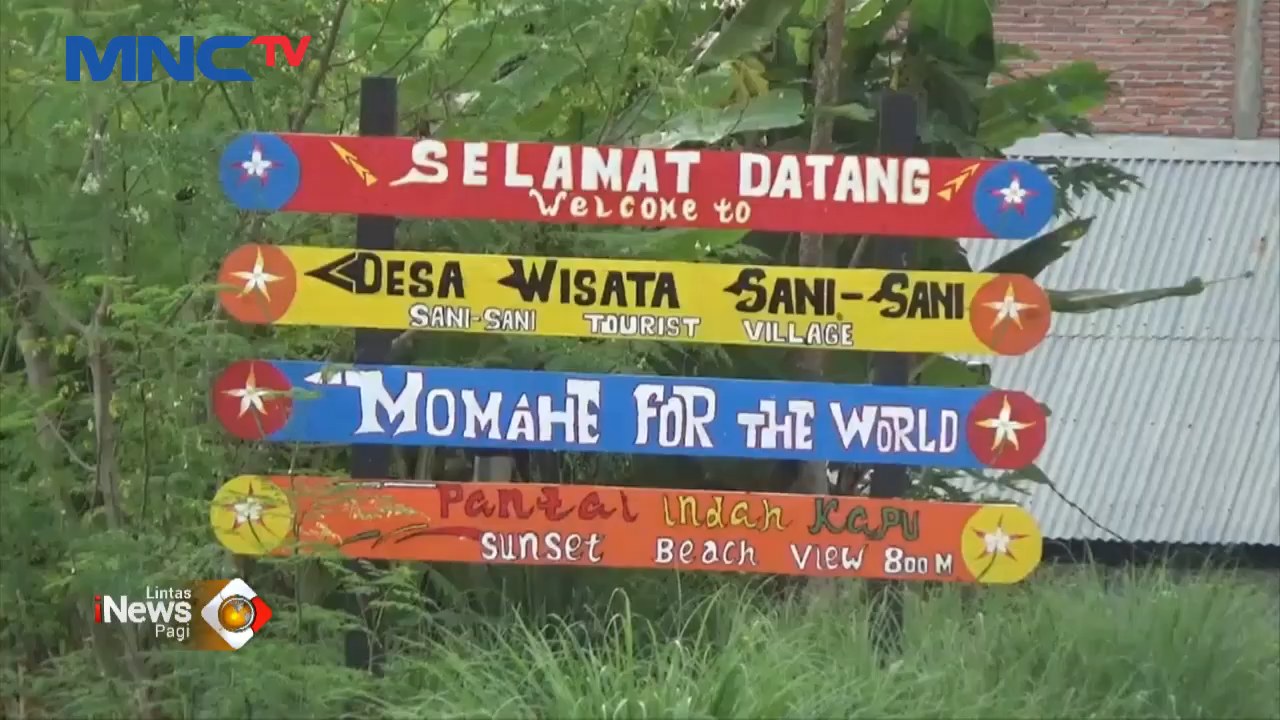 MNCTV
SELAMAT DATANG
WELCOME to
DESA WISATA SANI-SANI
SANI-SANI TOURIST VILLAGE
MOMAHE FOR THE WORLD
Pantai Indah Kapu
Sunset Beach View 800 M
Lintas
iNews
Pagi